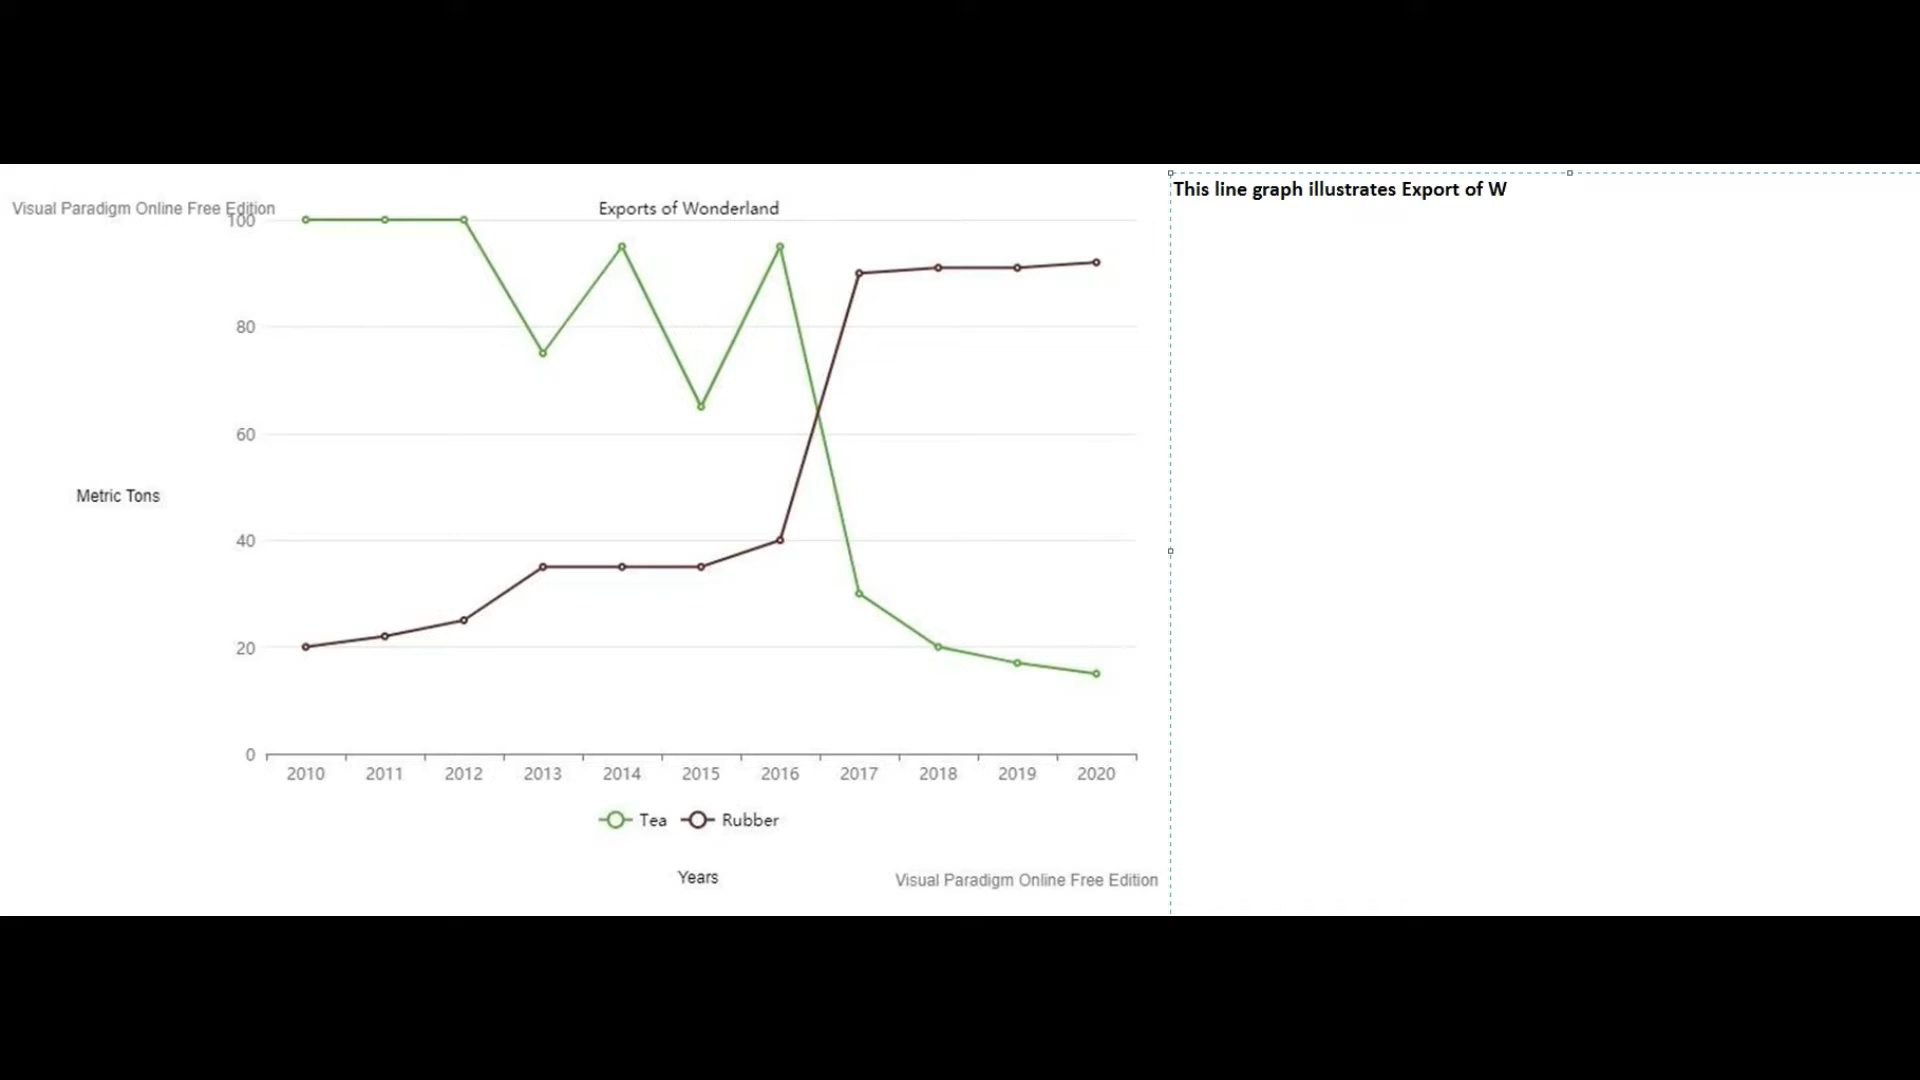 Visual Paradigm Online Free Edition
Exports of Wonderland
This line graph illustrates Export of W
100
80
60
Metric Tons
40
20
0
2010 2011 2012 2013 2014 2015 2016 2017 2018 2019 2020
Tea Rubber
Years
Visual Paradigm Online Free Edition